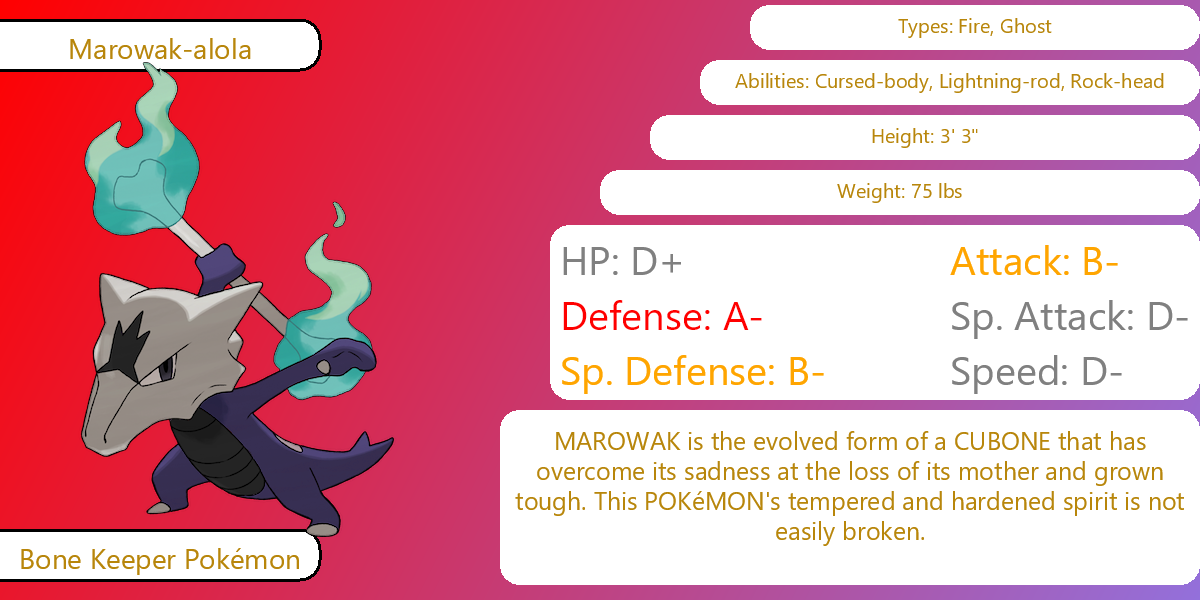 Marowak-alola
Types: Fire, Ghost
Abilities: Cursed-body, Lightning-rod, Rock-head
Height: 3' 3"
Weight: 75 lbs
HP: D+
Attack: B-
Defense: A-
Sp. Attack: D-
Sp. Defense: B-
Speed: D-
MAROWAK is the evolved form of a CUBONE that has
overcome its sadness at the loss of its mother and grown
tough. This POKéMON's tempered and hardened spirit is not
easily broken.
Bone Keeper Pokémon